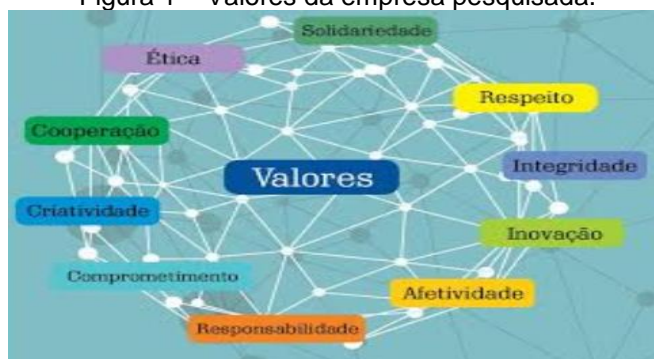 Figura 1 – Valores da empresa pesquisada.
Solidariedade
Ética
Respeito
Cooperação
Integridade
Valores
Criatividade
Inovação
Comprometimento
Afetividade
Responsabilidade